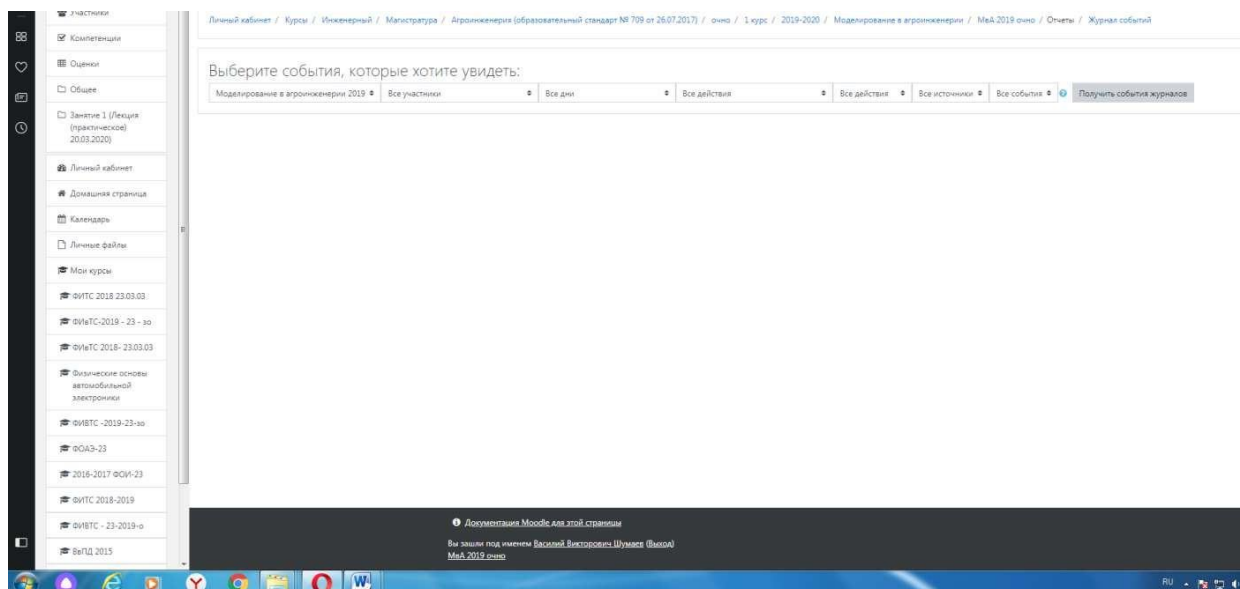 Участники
Компетенции
Оценки
Общее
Занятие 1 (Лекция
(практическое)
20.03.2020)
Личный кабинет
Домашняя страница
Календарь
Личные файлы
Мои курсы
ФИТС 2018 23.03.03
ФИвТС-2019 - 23 - зо
ФИвТС 2018- 23.03.03
Физические основы
автомобильной
электроники
ФИВТС -2019-23-зо
ФОАЭ-23
2016-2017 ФОИ-23
ФИТС 2018-2019
ФИВТС - 23-2019-о
ВвПД 2015
Личный кабинет / Курсы / Инженерный / Магистратура / Агроинженерия (образовательный стандарт № 709 от 26.07.2017) / очно / 1 курс / 2019-2020 / Моделирование в агроинженерии / МвА 2019 очно / Отчеты / Журнал событий
Выберите события, которые хотите увидеть:
Моделирование в агроинженерии 2019 Все участники Все дни Все действия Все действия Все источники Все события Получить события журналов
Документация Moodle для этой страницы
Вы зашли под именем Василий Викторович Шумаев (Выход)
МвА 2019 очно
RU